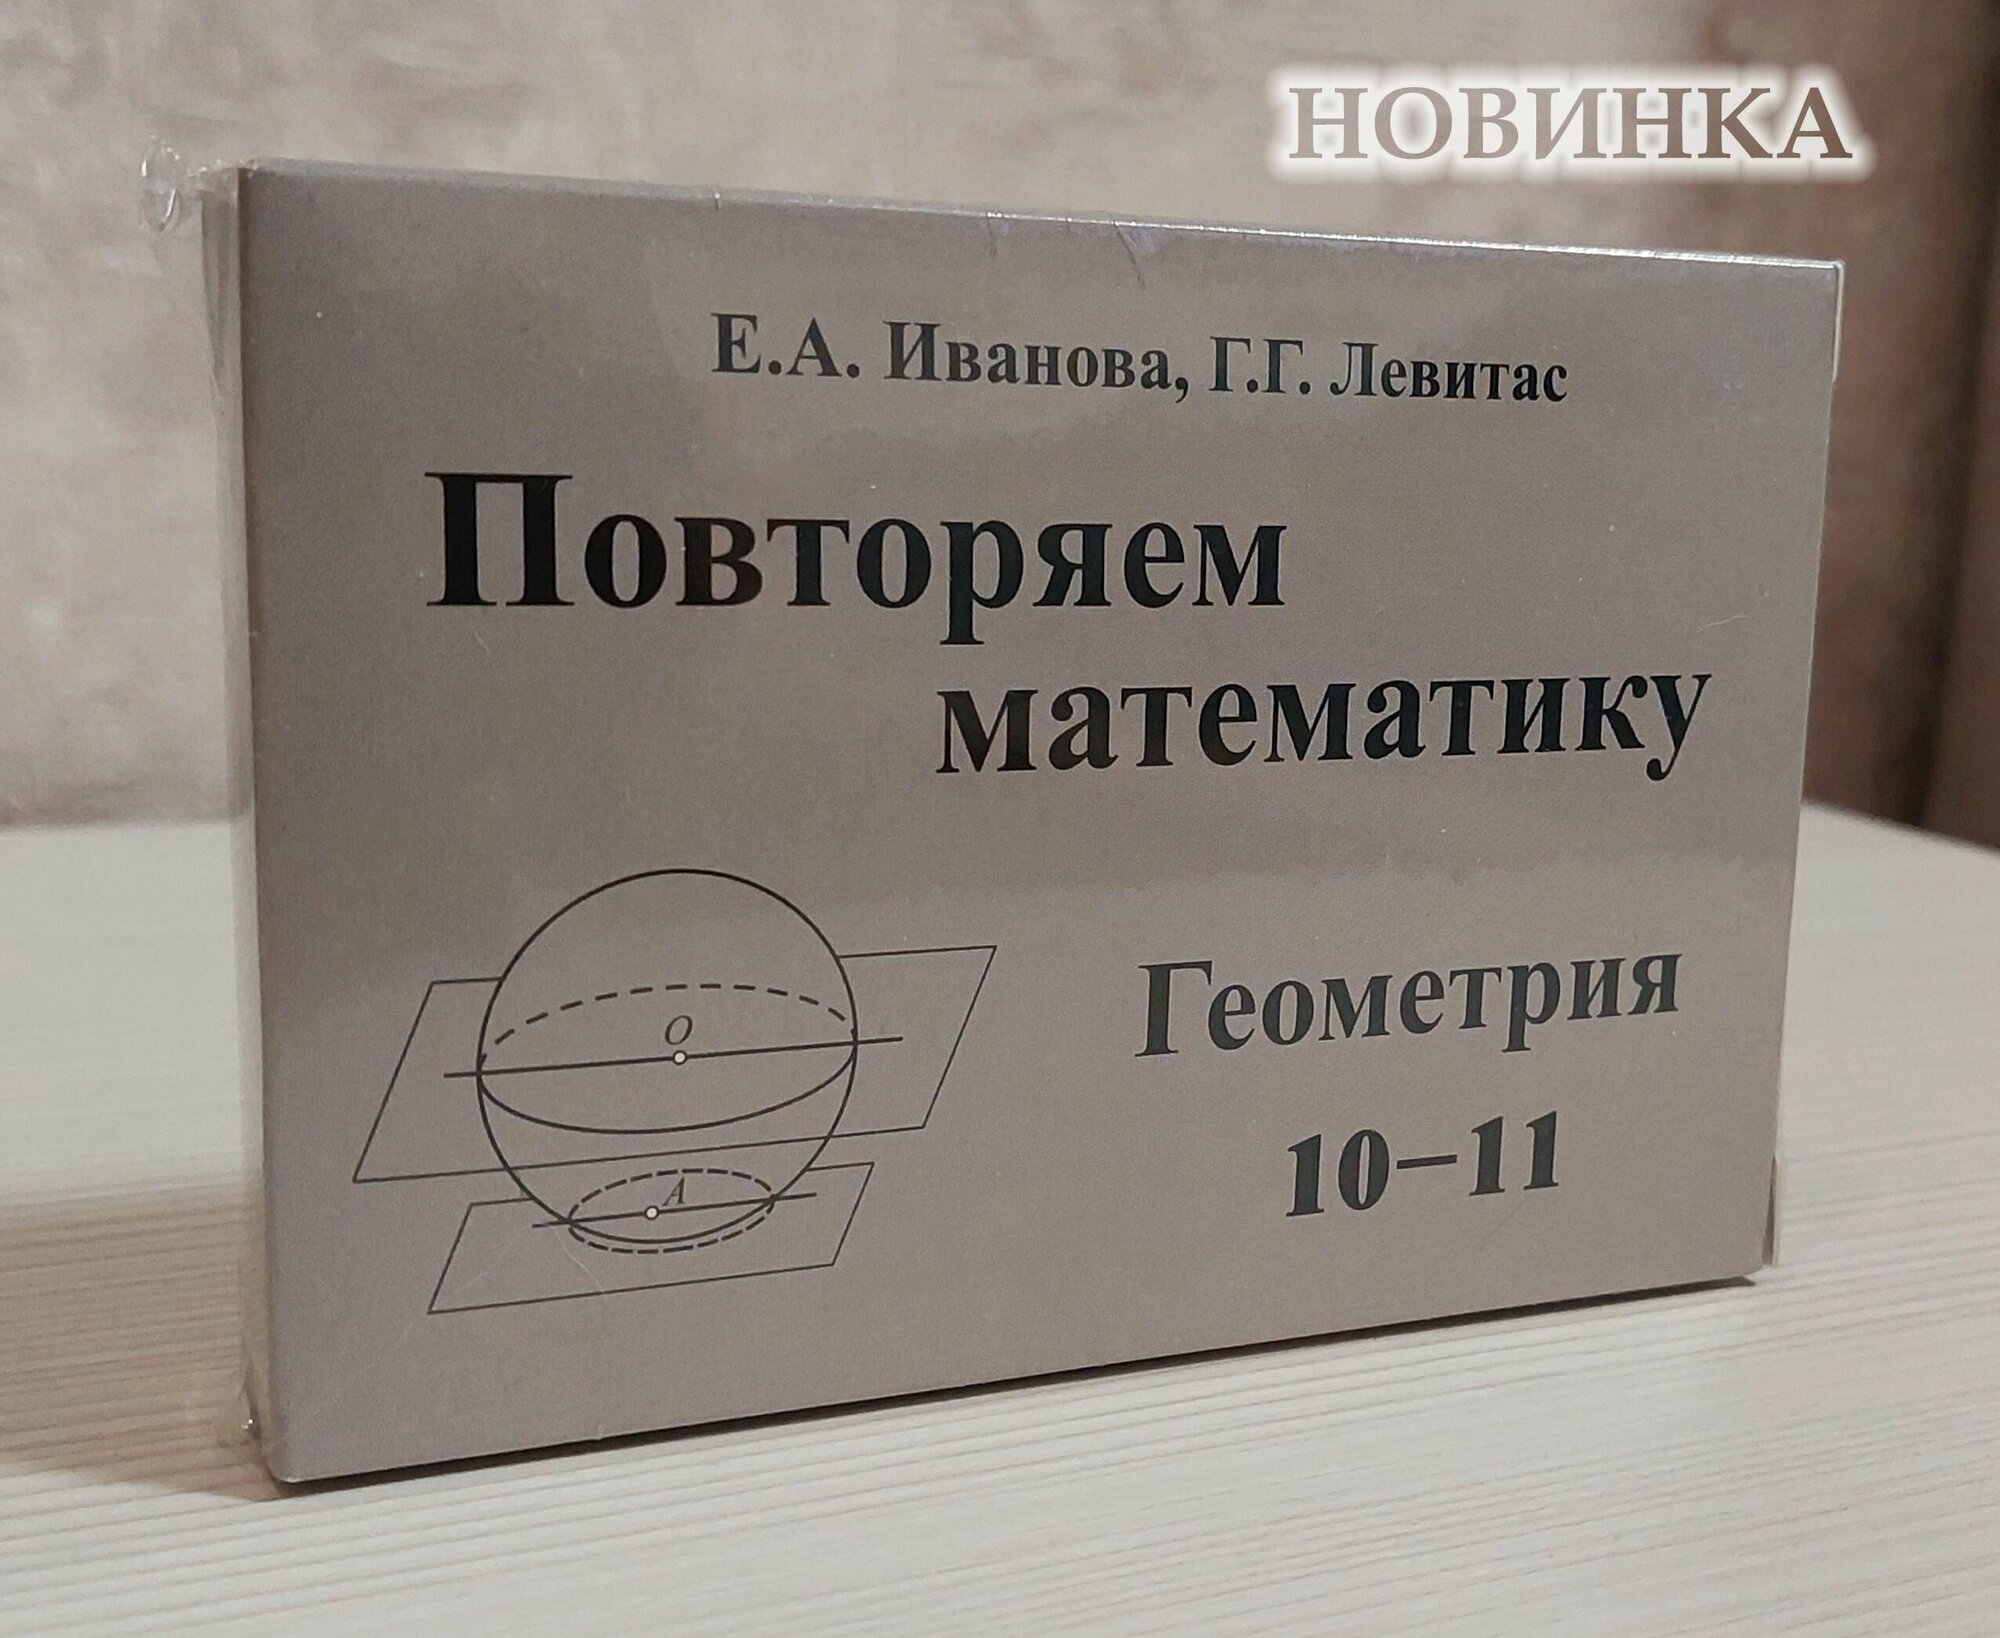 НОВИНКА
Е.А. Иванова, Г.Г. Левитас
Повторяем
математику
Геометрия
10–11
O
A